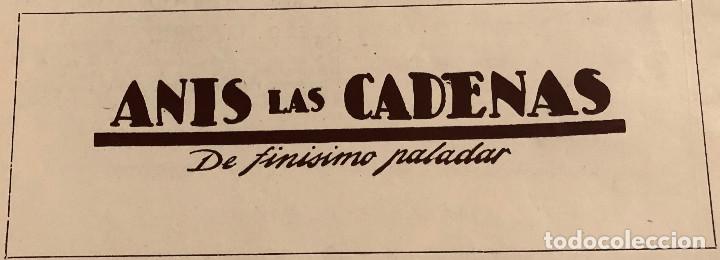 ANIS LAS CADENAS
De finisimo paladar
todocoleccion